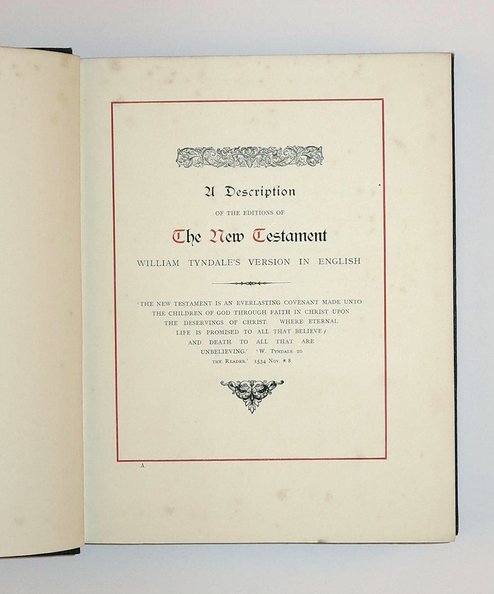 A Description
OF THE EDITIONS OF
The New Testament
WILLIAM TYNDALE'S VERSION IN ENGLISH
'THE NEW TESTAMENT IS AN EVERLASTING COVENANT MADE UNTO
THE CHILDREN OF GOD THROUGH FAITH IN CHRIST UPON
THE DESERVINGS OF CHRIST: WHERE ETERNAL
LIFE IS PROMISED TO ALL THAT BELIEVE;
AND DEATH TO ALL THAT ARE
UNBELIEVING.' 'W. TYNDALE TO
THE READER.' 1534 NOV. * 8
A